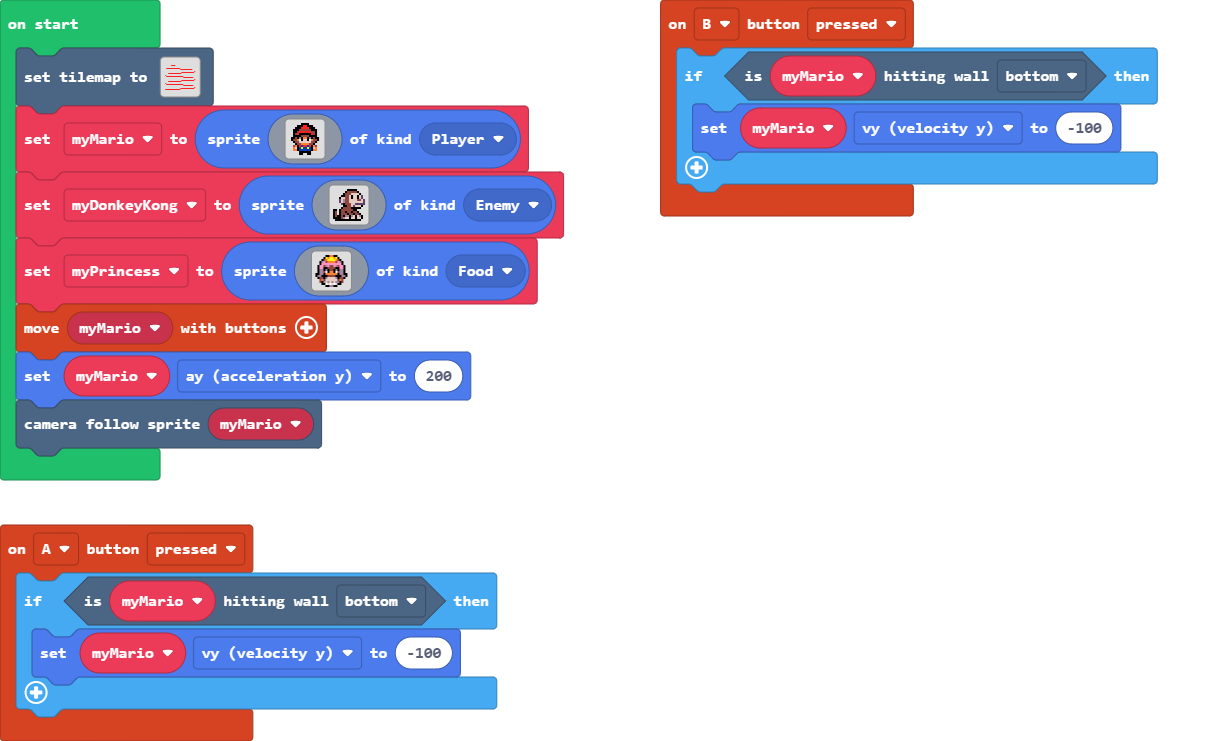 on start
set tilemap to
set myMario to sprite of kind Player
set myDonkeyKong to sprite of kind Enemy
set myPrincess to sprite of kind Food
move myMario with buttons
set myMario ay (acceleration y) to 200
camera follow sprite myMario
on A button pressed
if is myMario hitting wall bottom then
set myMario vy (velocity y) to -100
on B button pressed
if is myMario hitting wall bottom then
set myMario vy (velocity y) to -100